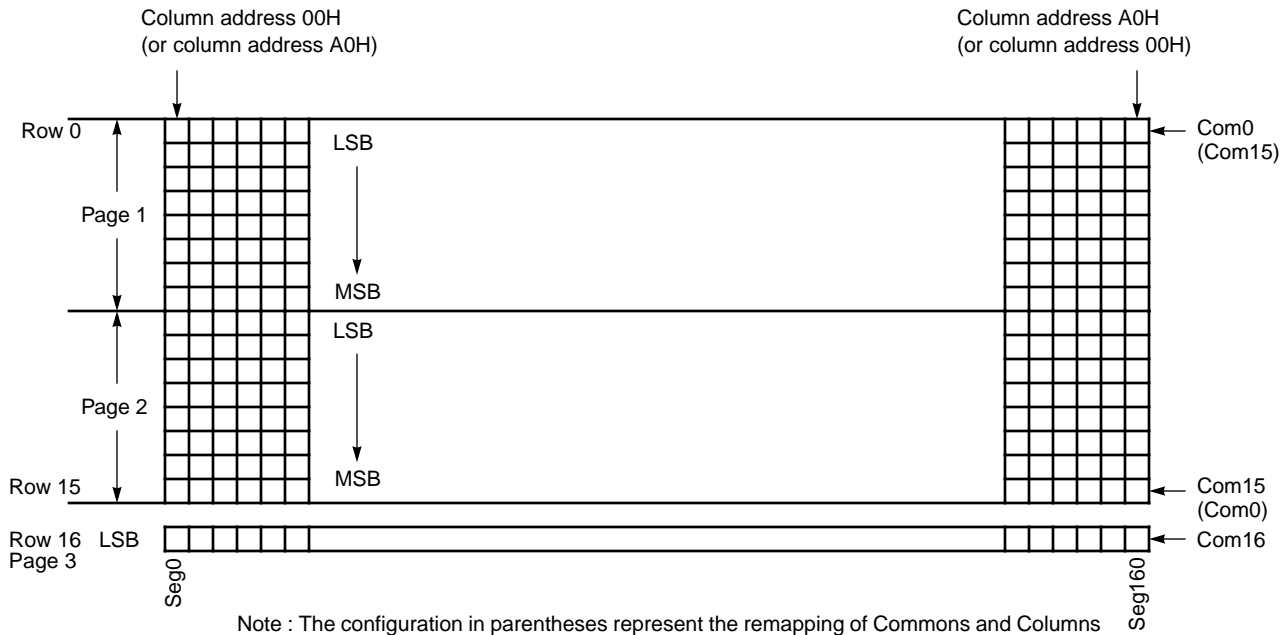 Column address 00H
(or column address A0H)
Column address A0H
(or column address 00H)
Row 0
LSB
Com0
(Com15)
Page 1
MSB
LSB
Page 2
MSB
Row 15
Com15
(Com0)
Row 16 LSB
Page 3
Com16
Seg0
Seg160
Note : The configuration in parentheses represent the remapping of Commons and Columns